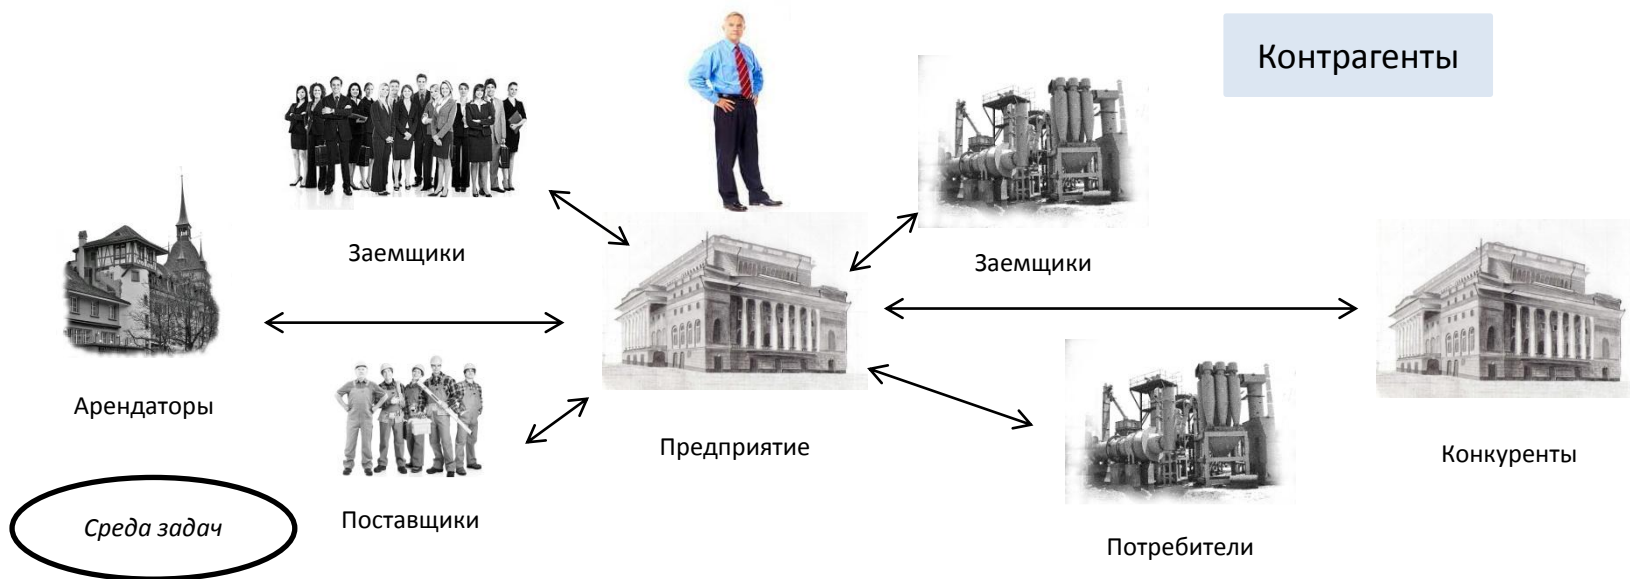 Контрагенты
Заемщики
Заемщики
Арендаторы
Предприятие
Конкуренты
Среда задач
Поставщики
Потребители